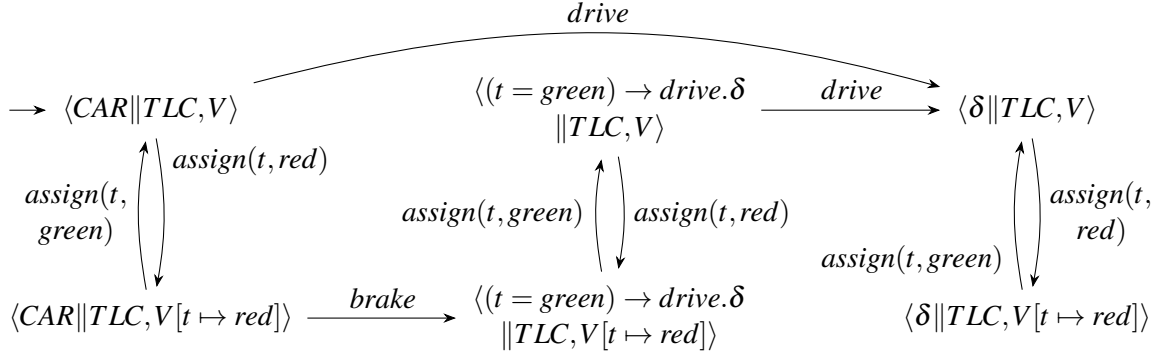 drive
⟨CAR‖TLC,V⟩
⟨(t = green) → drive.δ
‖TLC,V⟩
drive
⟨δ‖TLC,V⟩
assign(t,
green)
assign(t,red)
assign(t,green)
assign(t,red)
assign(t,green)
assign(t,
red)
⟨CAR‖TLC,V[t ↦ red]⟩
brake
⟨(t = green) → drive.δ
‖TLC,V[t ↦ red]⟩
⟨δ‖TLC,V[t ↦ red]⟩